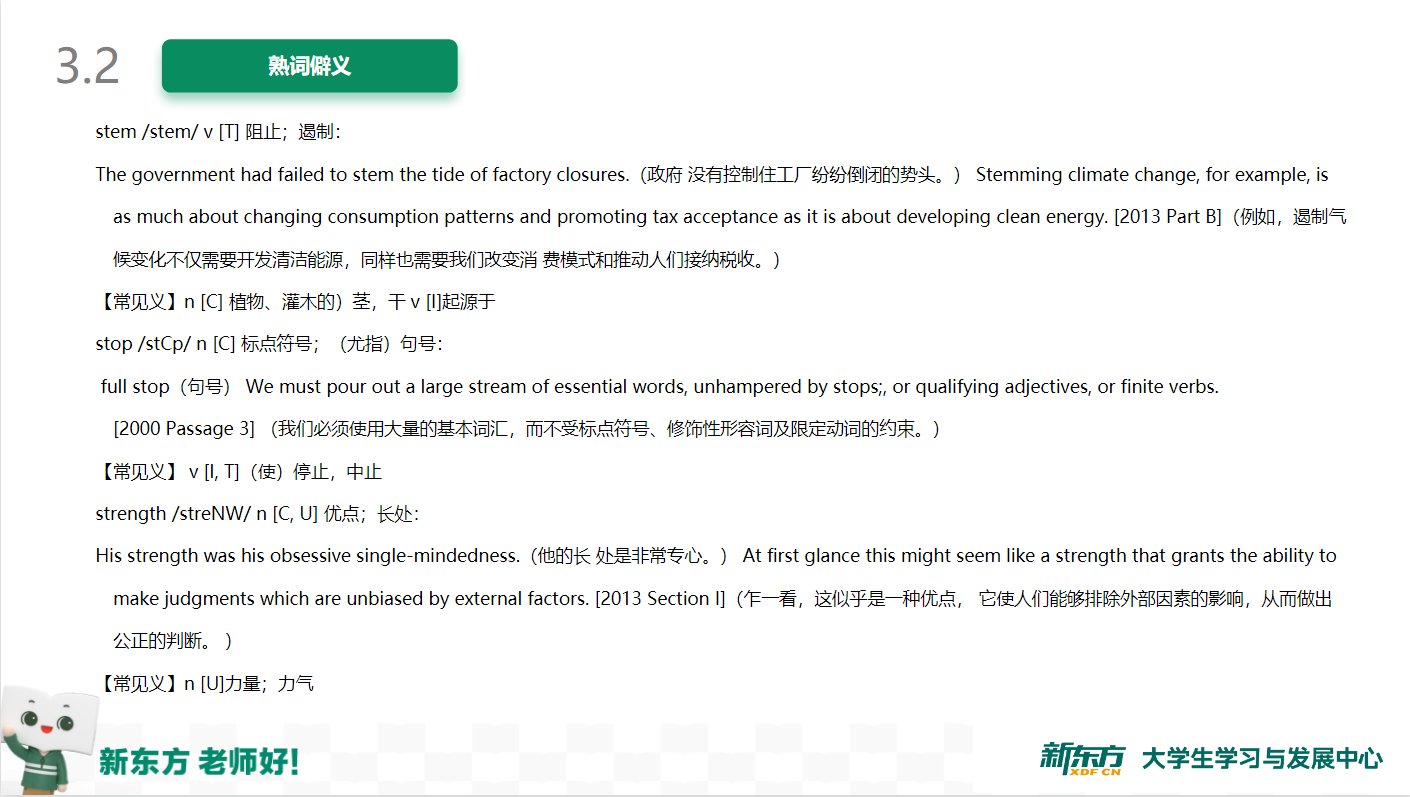 3.2
熟词僻义
stem /stem/ v [T] 阻止；遏制：
The government had failed to stem the tide of factory closures.（政府 没有控制住工厂纷纷倒闭的势头。） Stemming climate change, for example, is
as much about changing consumption patterns and promoting tax acceptance as it is about developing clean energy. [2013 Part B]（例如，遏制气
候变化不仅需要开发清洁能源，同样也需要我们改变消 费模式和推动人们接纳税收。）
【常见义】n [C] 植物、灌木的）茎，干 v [I]起源于
stop /stCp/ n [C] 标点符号；（尤指）句号：
full stop（句号） We must pour out a large stream of essential words, unhampered by stops;, or qualifying adjectives, or finite verbs.
[2000 Passage 3] （我们必须使用大量的基本词汇，而不受标点符号、修饰性形容词及限定动词的约束。）
【常见义】 v [I, T]（使）停止，中止
strength /streNW/ n [C, U] 优点；长处：
His strength was his obsessive single-mindedness.（他的长 处是非常专心。） At first glance this might seem like a strength that grants the ability to
make judgments which are unbiased by external factors. [2013 Section I]（乍一看，这似乎是一种优点， 它使人们能够排除外部因素的影响，从而做出
公正的判断。 ）
【常见义】n [U]力量；力气
新东方 老师好！
新东方 XDF.CN 大学生学习与发展中心